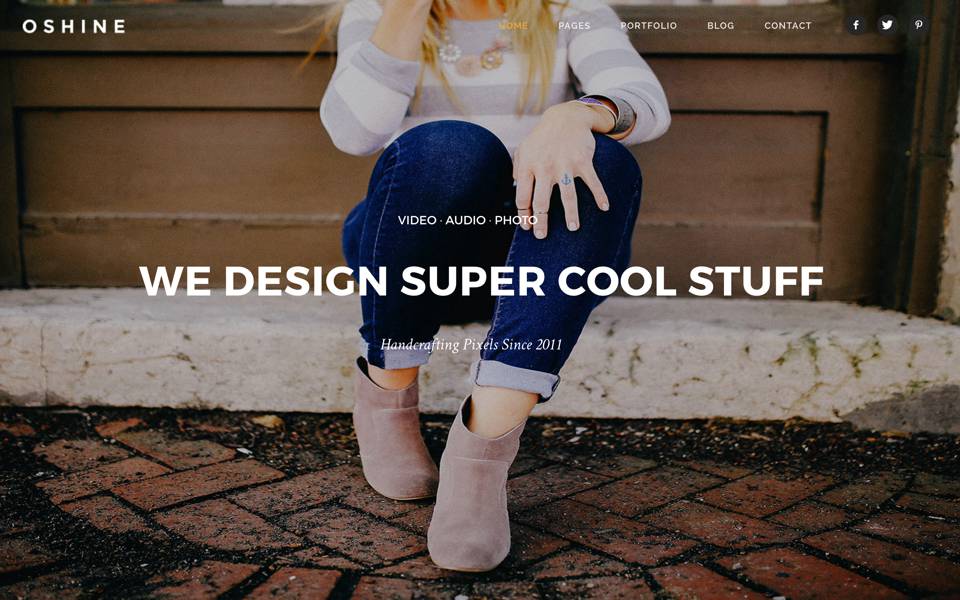 OSHINE
HOME PAGES PORTFOLIO BLOG CONTACT
VIDEO · AUDIO · PHOTO
WE DESIGN SUPER COOL STUFF
Handcrafting Pixels Since 2011